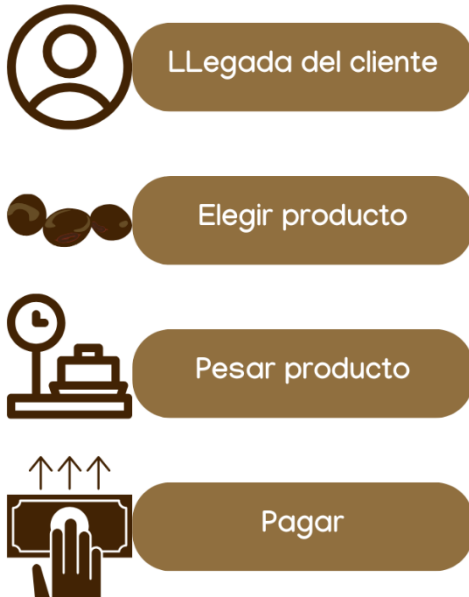 LLegada del cliente
Elegir producto
Pesar producto
Pagar